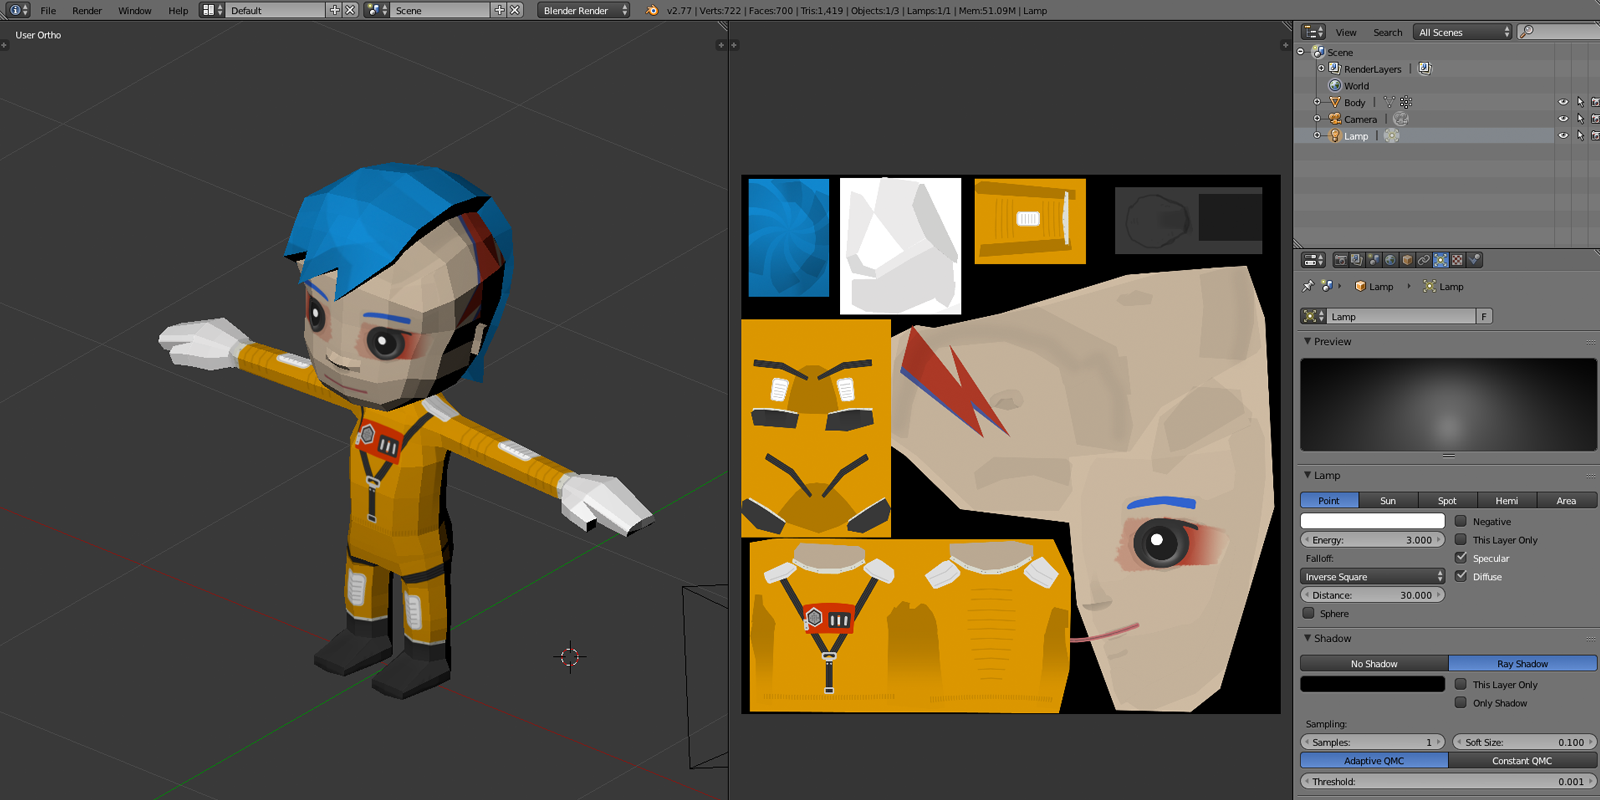 File Render Window Help Default Scene Blender Render v2.77 | Verts:722 | Faces:700 | Tris:1,419 | Objects:1/3 | Lamps:1/1 | Mem:51.09M | Lamp
User Ortho
View Search All Scenes
Scene
RenderLayers
World
Body
Camera
Lamp
Lamp Lamp
Lamp F
Preview
Lamp
Point Sun Spot Hemi Area
Negative
Energy: 3.000 This Layer Only
Falloff: Specular
Inverse Square Diffuse
Distance: 30.000
Sphere
Shadow
No Shadow Ray Shadow
This Layer Only
Only Shadow
Sampling:
Samples: 1 Soft Size: 0.100
Adaptive QMC Constant QMC
Threshold: 0.001